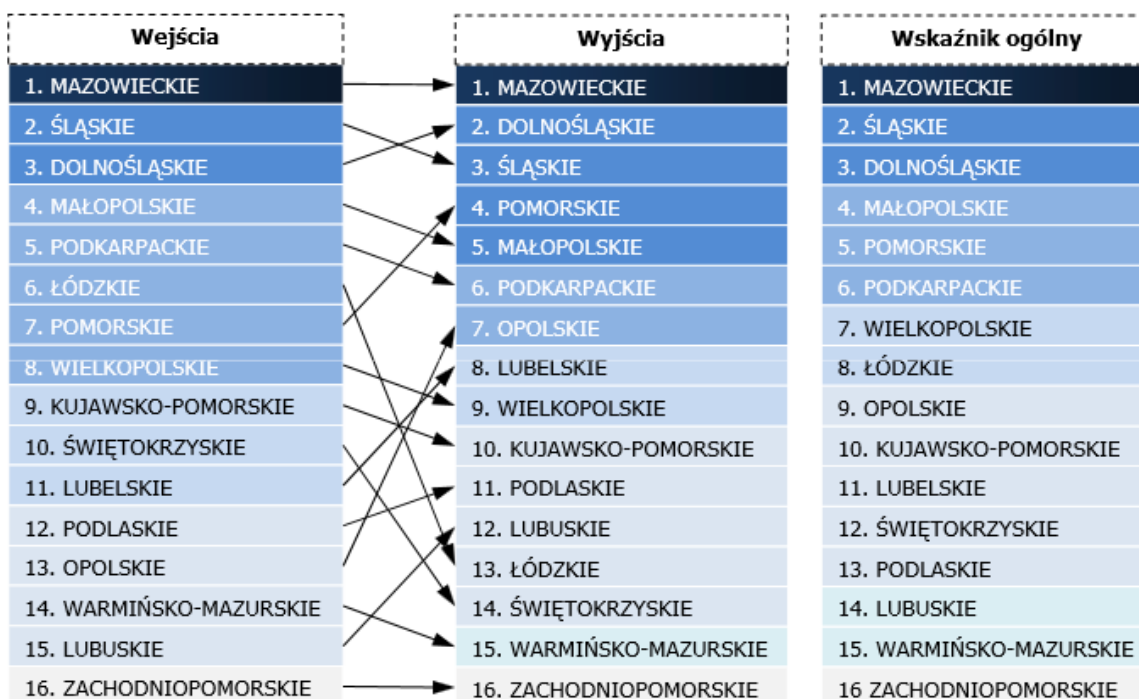 Wejścia
1. MAZOWIECKIE
2. ŚLĄSKIE
3. DOLNOŚLĄSKIE
4. MAŁOPOLSKIE
5. PODKARPACKIE
6. ŁÓDZKIE
7. POMORSKIE
8. WIELKOPOLSKIE
9. KUJAWSKO-POMORSKIE
10. ŚWIĘTOKRZYSKIE
11. LUBELSKIE
12. PODLASKIE
13. OPOLSKIE
14. WARMIŃSKO-MAZURSKIE
15. LUBUSKIE
16. ZACHODNIOPOMORSKIE
Wyjścia
1. MAZOWIECKIE
2. DOLNOŚLĄSKIE
3. ŚLĄSKIE
4. POMORSKIE
5. MAŁOPOLSKIE
6. PODKARPACKIE
7. OPOLSKIE
8. LUBELSKIE
9. WIELKOPOLSKIE
10. KUJAWSKO-POMORSKIE
11. PODLASKIE
12. LUBUSKIE
13. ŁÓDZKIE
14. ŚWIĘTOKRZYSKIE
15. WARMIŃSKO-MAZURSKIE
16. ZACHODNIOPOMORSKIE
Wskaźnik ogólny
1. MAZOWIECKIE
2. ŚLĄSKIE
3. DOLNOŚLĄSKIE
4. MAŁOPOLSKIE
5. POMORSKIE
6. PODKARPACKIE
7. WIELKOPOLSKIE
8. ŁÓDZKIE
9. OPOLSKIE
10. KUJAWSKO-POMORSKIE
11. LUBELSKIE
12. ŚWIĘTOKRZYSKIE
13. PODLASKIE
14. LUBUSKIE
15. WARMIŃSKO-MAZURSKIE
16 ZACHODNIOPOMORSKIE